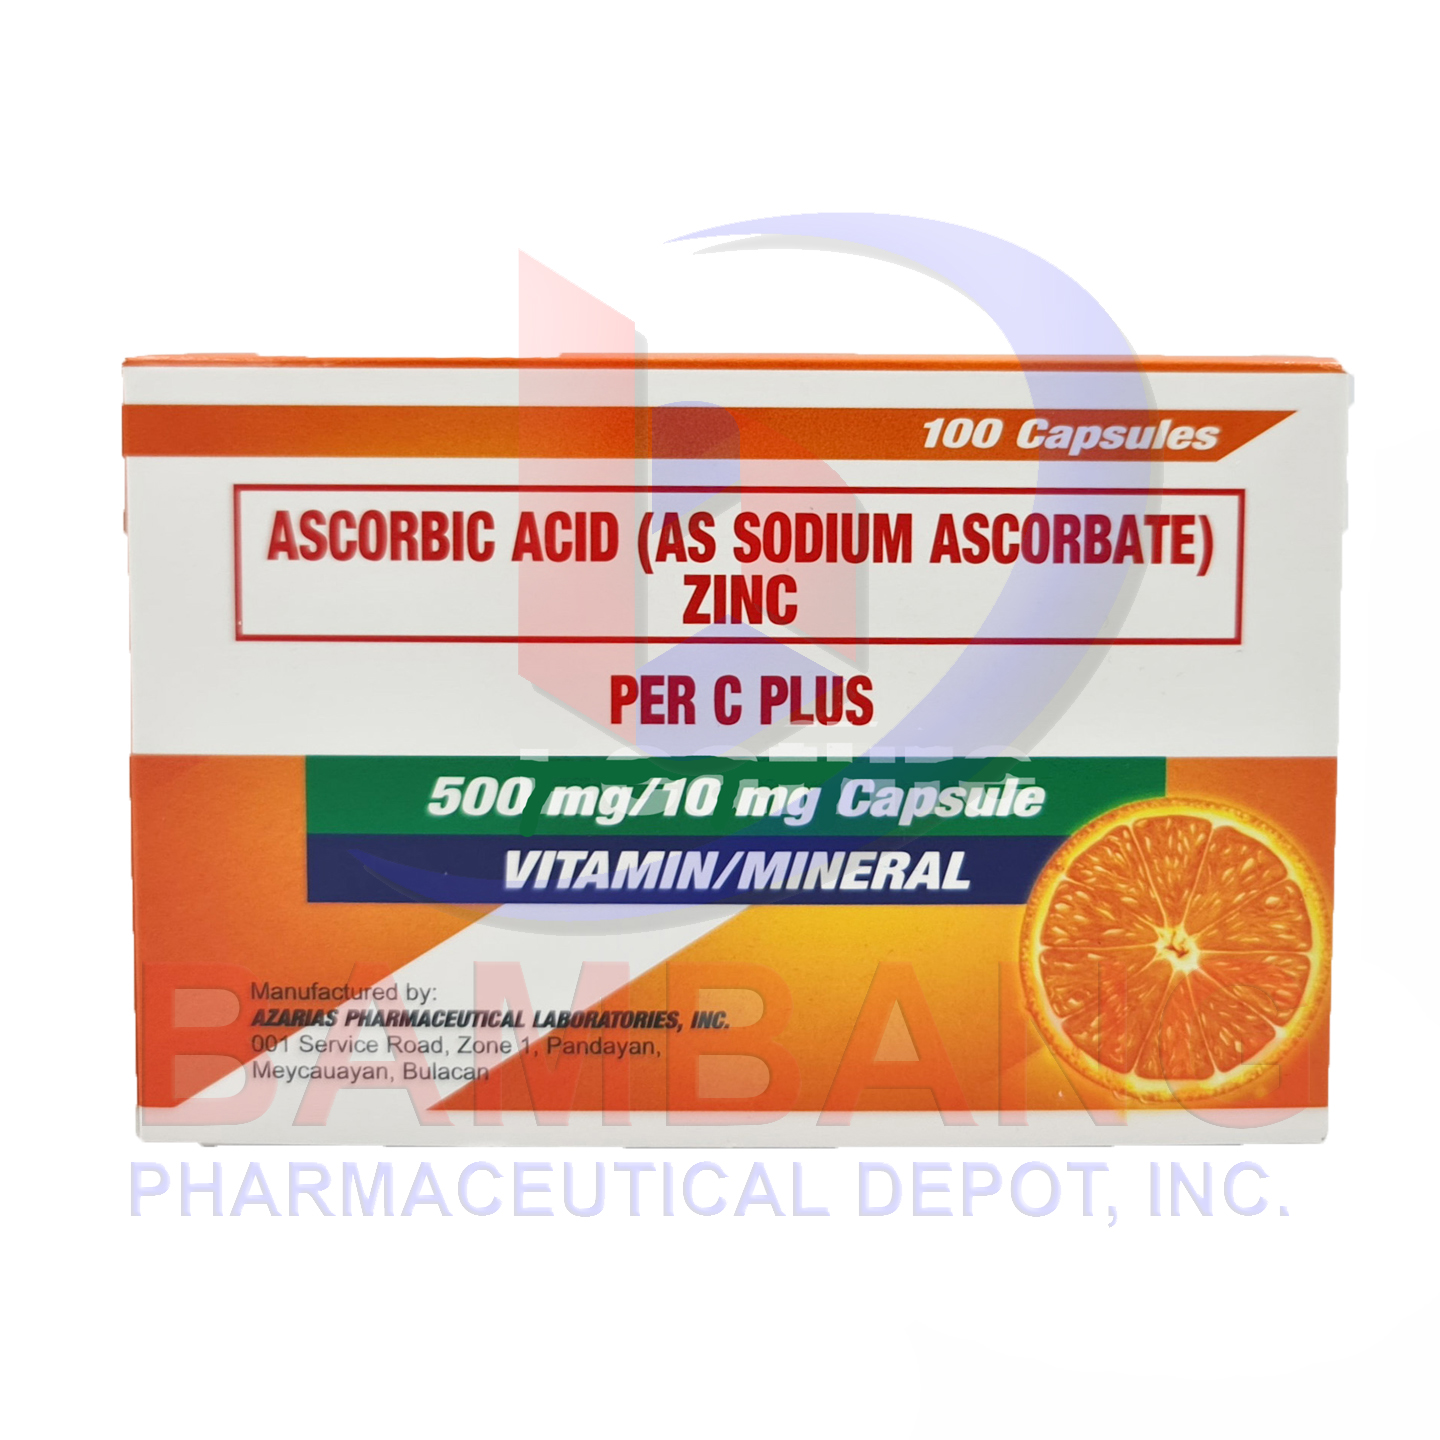 100 Capsules
ASCORBIC ACID (AS SODIUM ASCORBATE)
ZINC
PER C PLUS
500 mg/10 mg Capsule
VITAMIN/MINERAL
Manufactured by:
AZARIAS PHARMACEUTICAL LABORATORIES, INC.
001 Service Road, Zone 1, Pandayan,
Meycauayan, Bulacan
BAMBANG
PHARMACEUTICAL DEPOT, INC.